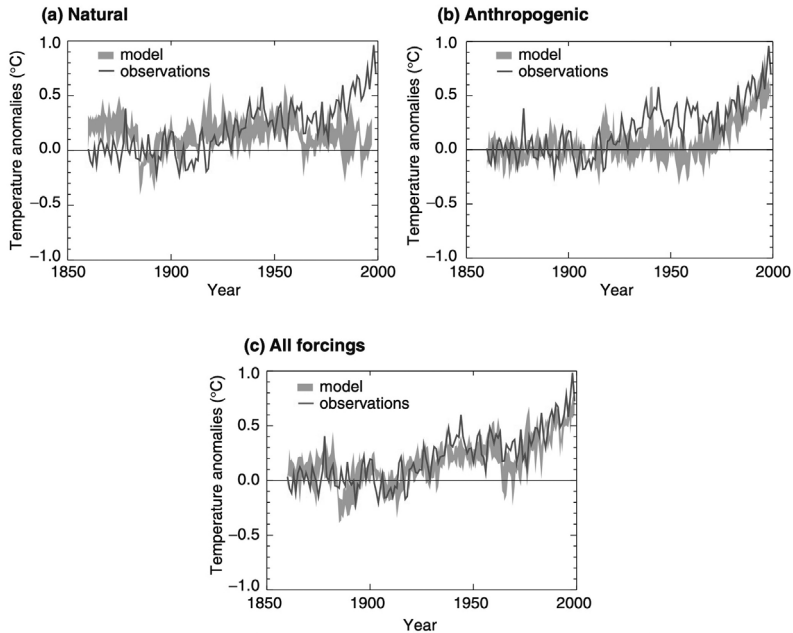 (a) Natural
1.0
0.5
0.0
−0.5
−1.0
Temperature anomalies (°C)
model
observations
1850
1900
1950
2000
Year
(b) Anthropogenic
1.0
0.5
0.0
−0.5
−1.0
Temperature anomalies (°C)
model
observations
1850
1900
1950
2000
Year
(c) All forcings
1.0
0.5
0.0
−0.5
−1.0
Temperature anomalies (°C)
model
observations
1850
1900
1950
2000
Year